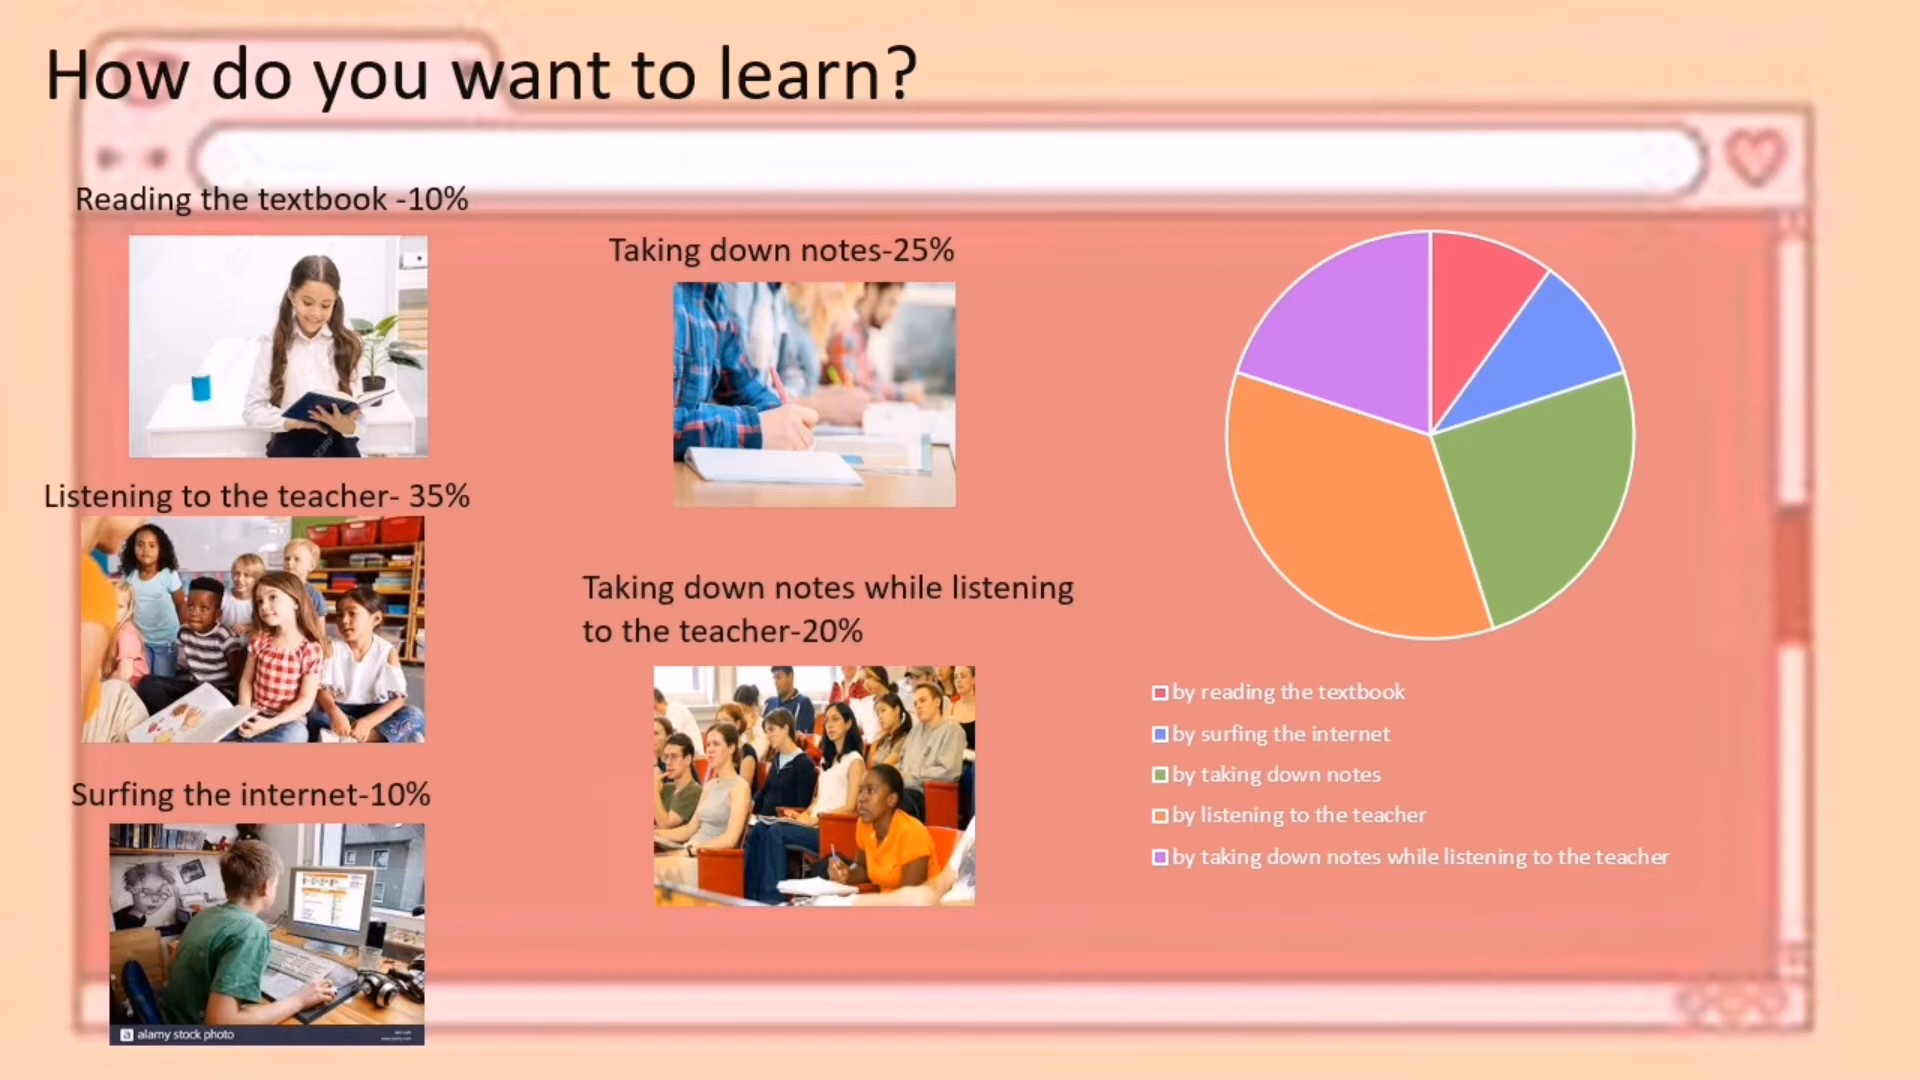 How do you want to learn?
Reading the textbook -10%
Listening to the teacher- 35%
Surfing the internet-10%
alamy stock photo
Taking down notes-25%
Taking down notes while listening
to the teacher-20%
by reading the textbook
by surfing the internet
by taking down notes
by listening to the teacher
by taking down notes while listening to the teacher